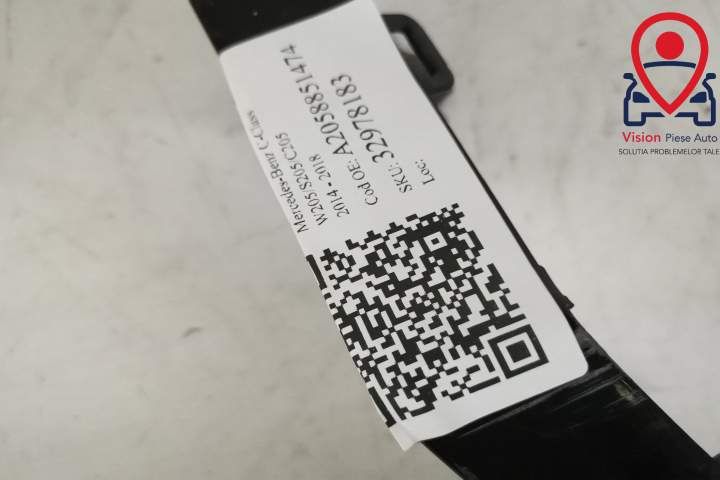 Mercedes-Benz C-Class
W205/S205/C205
2014 - 2018
Cod OE: A2058851474
SKU: 32978183
Loc:
Vision Piese Auto
SOLUTIA PROBLEMELOR TALE